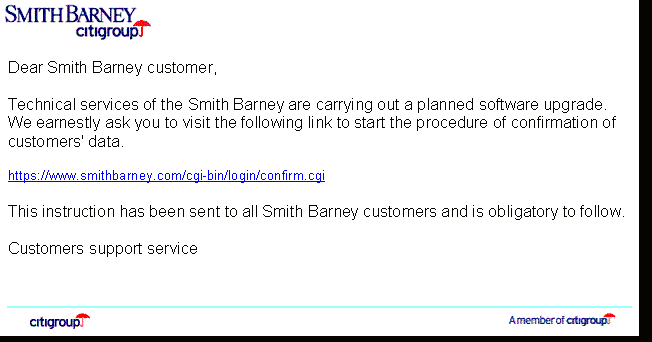 SMITH BARNEY
citigroup
Dear Smith Barney customer,
Technical services of the Smith Barney are carrying out a planned software upgrade.
We earnestly ask you to visit the following link to start the procedure of confirmation of
customers' data.
https://www.smithbarney.com/cgi-bin/login/confirm.cgi
This instruction has been sent to all Smith Barney customers and is obligatory to follow.
Customers support service
citigroup A member of citigroup